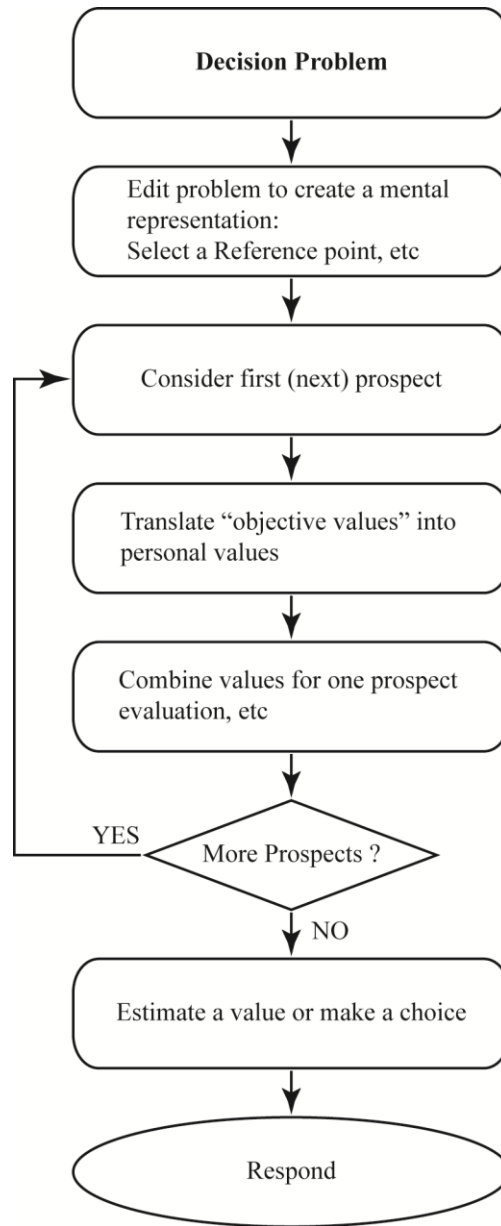 Decision Problem
Edit problem to create a mental
representation:
Select a Reference point, etc
Consider first (next) prospect
Translate “objective values” into
personal values
Combine values for one prospect
evaluation, etc
YES
More Prospects ?
NO
Estimate a value or make a choice
Respond